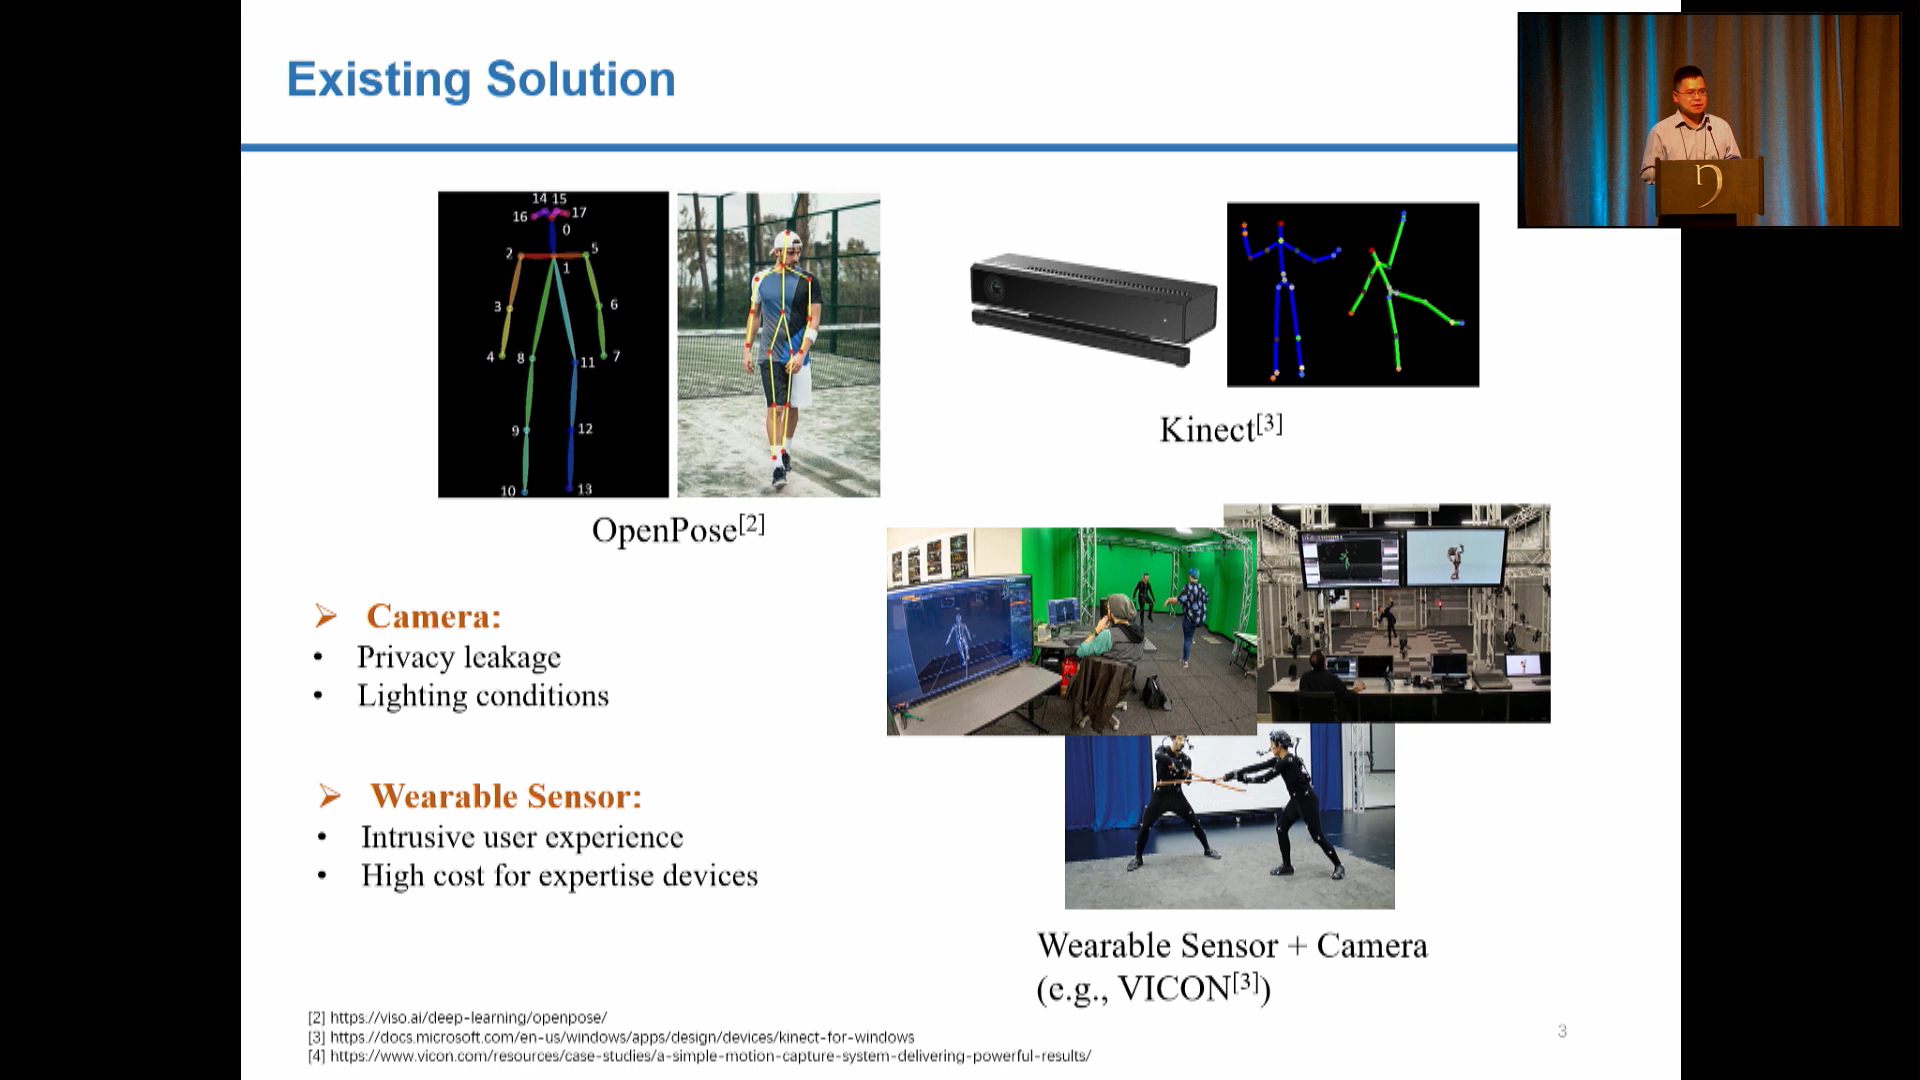 Existing Solution
14 15
16
17
0
2
5
1
3
6
4
8
11
7
9
12
10
13
OpenPose[2]
Kinect[3]
➢ Camera:
• Privacy leakage
• Lighting conditions
➢ Wearable Sensor:
• Intrusive user experience
• High cost for expertise devices
Wearable Sensor + Camera
(e.g., VICON[3])
[2] https://viso.ai/deep-learning/openpose/
[3] https://docs.microsoft.com/en-us/windows/apps/design/devices/kinect-for-windows
[4] https://www.vicon.com/resources/case-studies/a-simple-motion-capture-system-delivering-powerful-results/
3